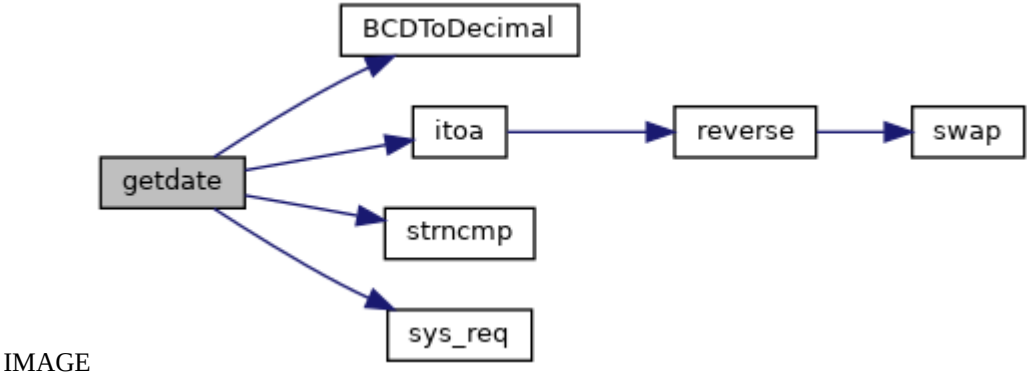 BCDToDecimal
itoa
reverse
swap
getdate
strncmp
sys_req
IMAGE